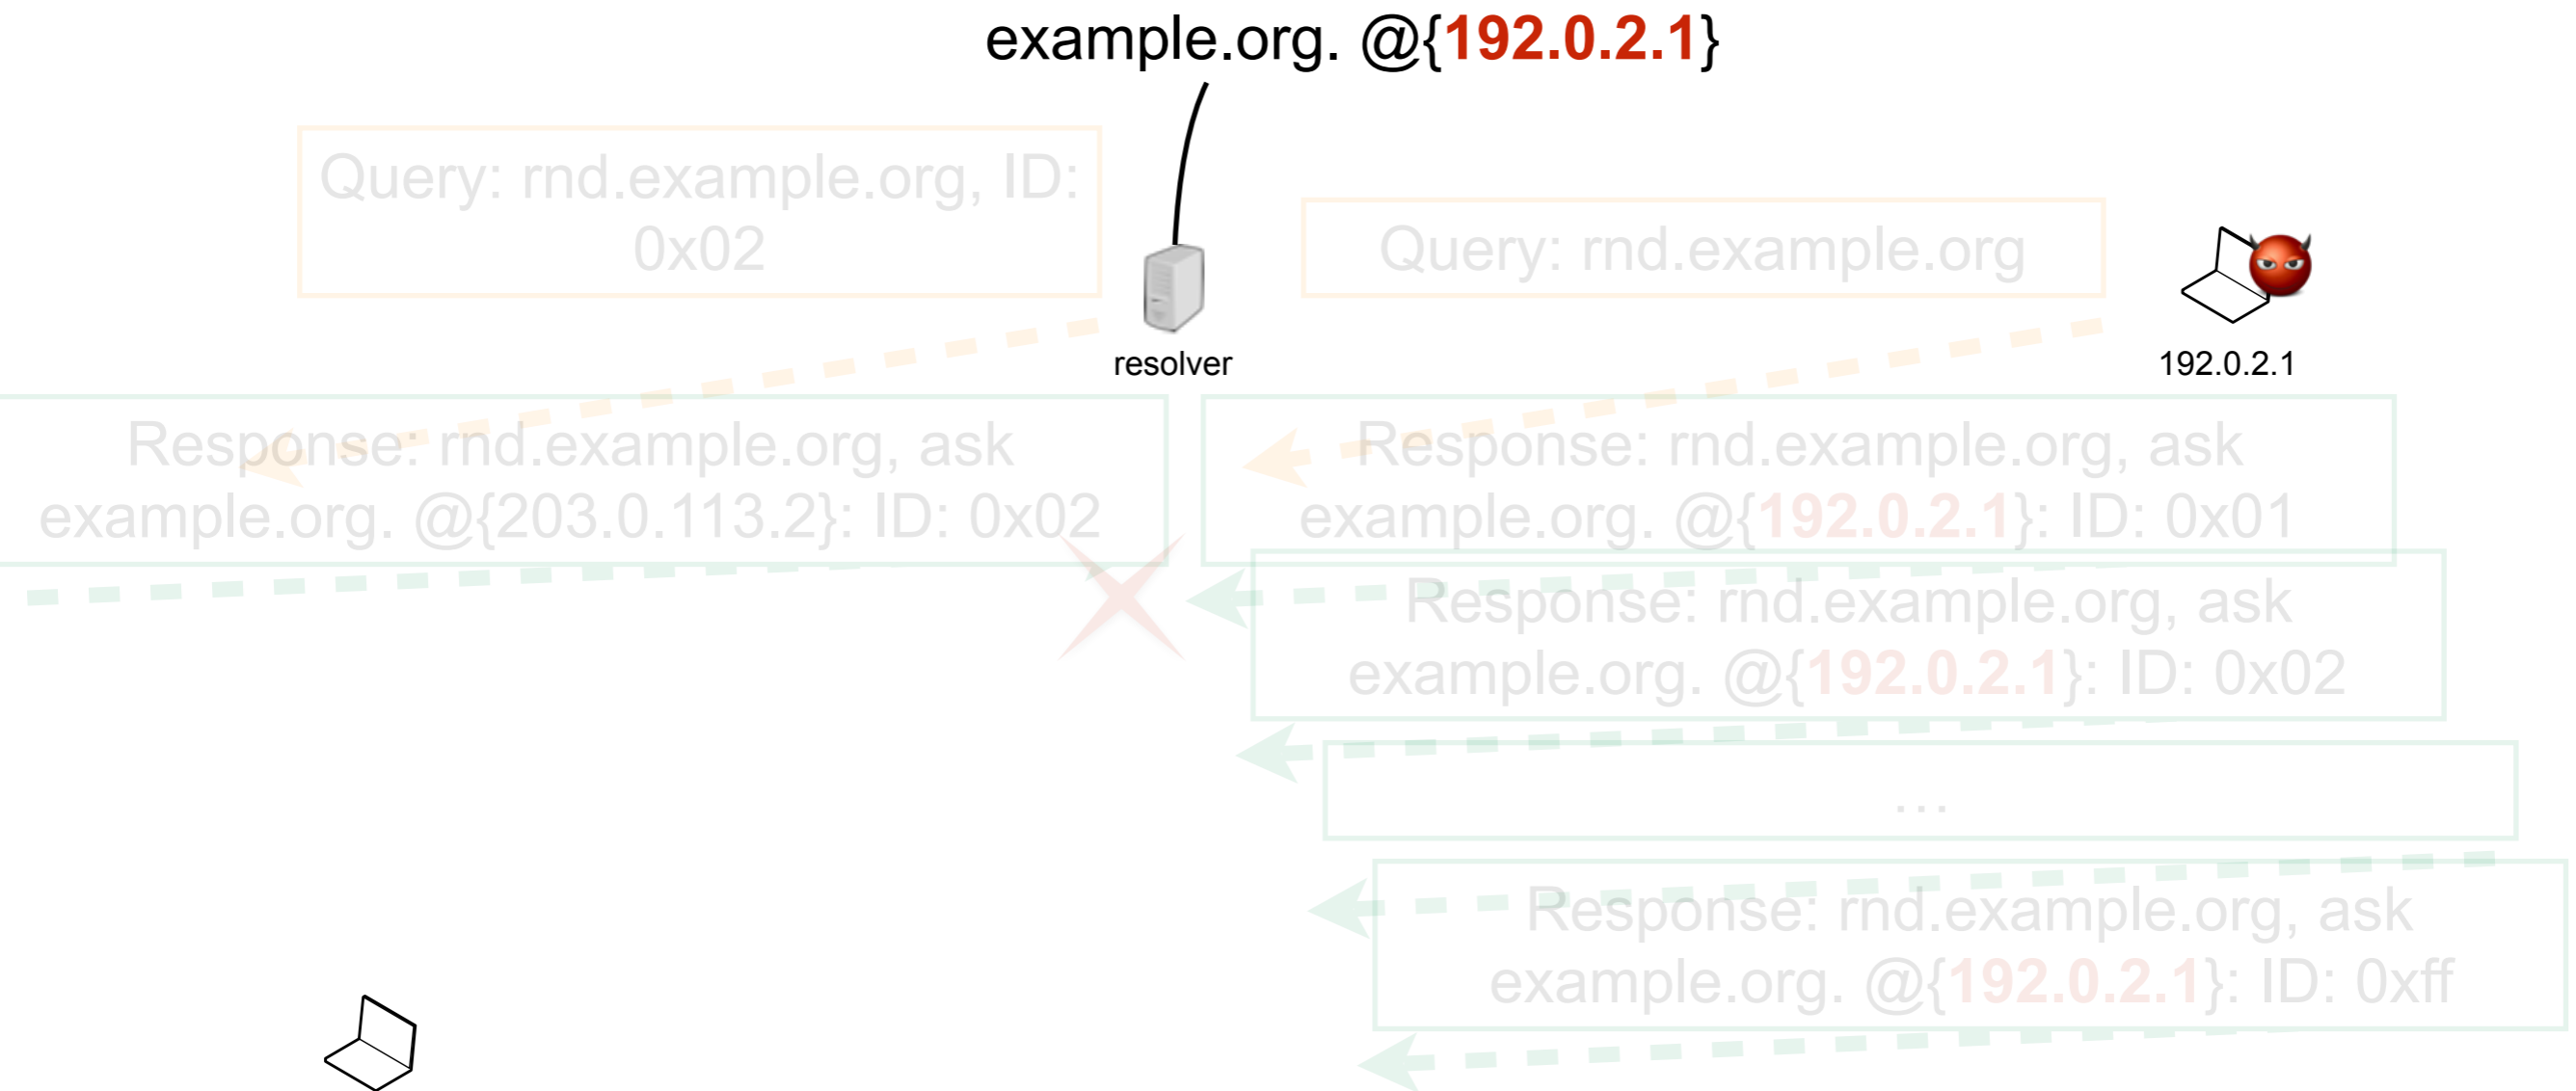 example.org. @{192.0.2.1}
Query: rnd.example.org, ID:
0x02
Query: rnd.example.org
resolver
192.0.2.1
Response: rnd.example.org, ask
example.org. @{203.0.113.2}: ID: 0x02
Response: rnd.example.org, ask
example.org. @{192.0.2.1}: ID: 0x01
Response: rnd.example.org, ask
example.org. @{192.0.2.1}: ID: 0x02
…
Response: rnd.example.org, ask
example.org. @{192.0.2.1}: ID: 0xff